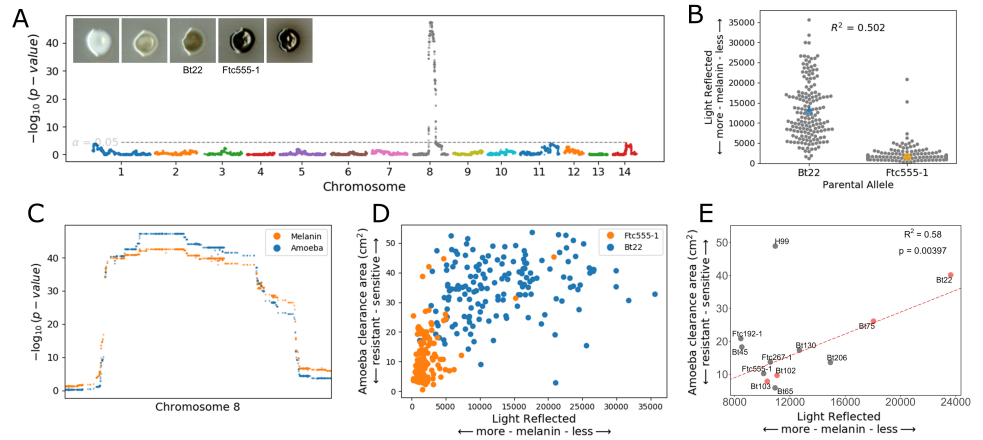 A
−log₁₀(p − value)
40
30
20
10
0
Bt22 Ftc555-1
α = 0.05
1 2 3 4 5 6 7 8 9 10 11 12 13 14
Chromosome
B
Light Reflected
⟵ more - melanin - less ⟶
35000
30000
25000
20000
15000
10000
5000
0
R² = 0.502
Bt22 Ftc555-1
Parental Allele
C
−log₁₀(p − value)
40
30
20
10
0
Melanin
Amoeba
Chromosome 8
D
Amoeba clearance area (cm²)
⟵ resistant - sensitive ⟶
50
40
30
20
10
0
Ftc555-1
Bt22
0 5000 10000 15000 20000 25000 30000 35000
Light Reflected
⟵ more - melanin - less ⟶
E
Amoeba clearance area (cm²)
⟵ resistant - sensitive ⟶
50
40
30
20
10
R² = 0.58
p = 0.00397
H99
Bt22
Bt75
Ftc192-1
Bt45
Bt130
Ftc267-1
Bt206
Ftc555-1
Bt102
Bt103
Bt65
8000 12000 16000 20000 24000
Light Reflected
⟵ more - melanin - less ⟶